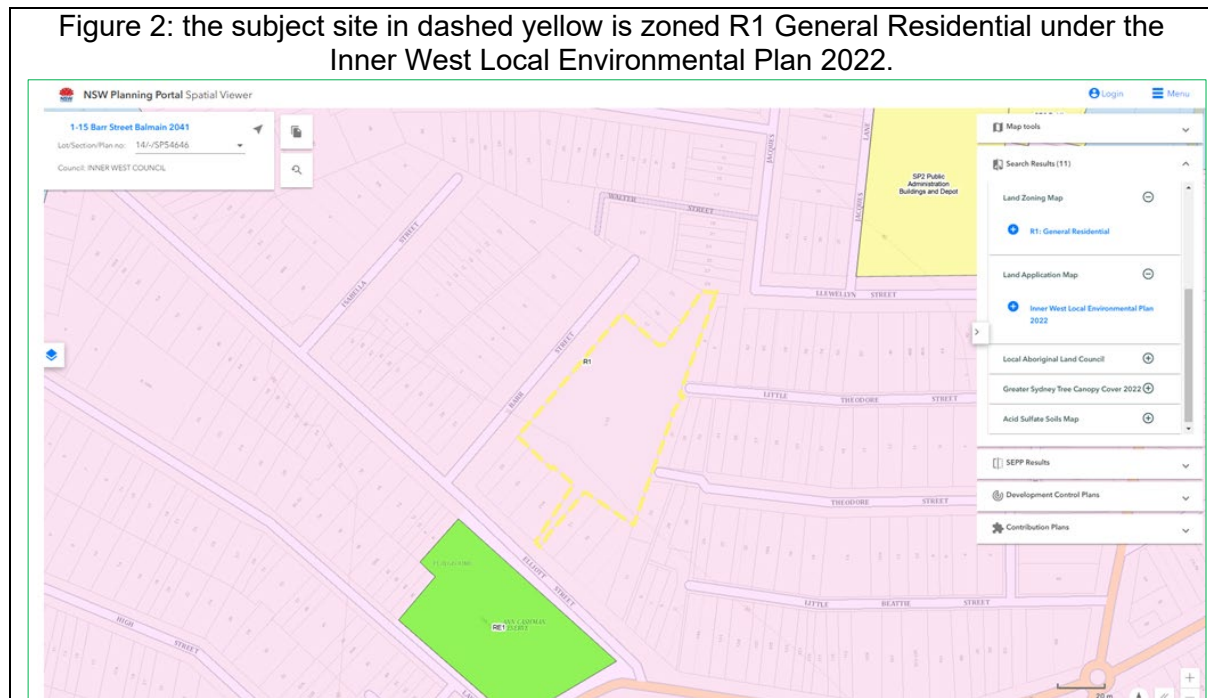 Figure 2: the subject site in dashed yellow is zoned R1 General Residential under the
Inner West Local Environmental Plan 2022.
NSW Planning Portal Spatial Viewer
Login
Menu
1-15 Barr Street Balmain 2041
Lot/Section/Plan no: 14/-/SP54646
Council: INNER WEST COUNCIL
Map tools
Search Results (11)
Land Zoning Map
R1: General Residential
Land Application Map
Inner West Local Environmental Plan
2022
Local Aboriginal Land Council
Greater Sydney Tree Canopy Cover 2022
Acid Sulfate Soils Map
SEPP Results
Development Control Plans
Contribution Plans
SP2 Public
Administration
Buildings and Depot
JACQUES
LANE
JACQUES
WALTER STREET
ISABELLA STREET
LLEWELLYN STREET
BARR STREET
R1
LITTLE THEODORE STREET
THEODORE STREET
ELLIOTT STREET
PLAYGROUND
RE1
RESERVE
LITTLE BEATTIE STREET
HIGH STREET
20 m